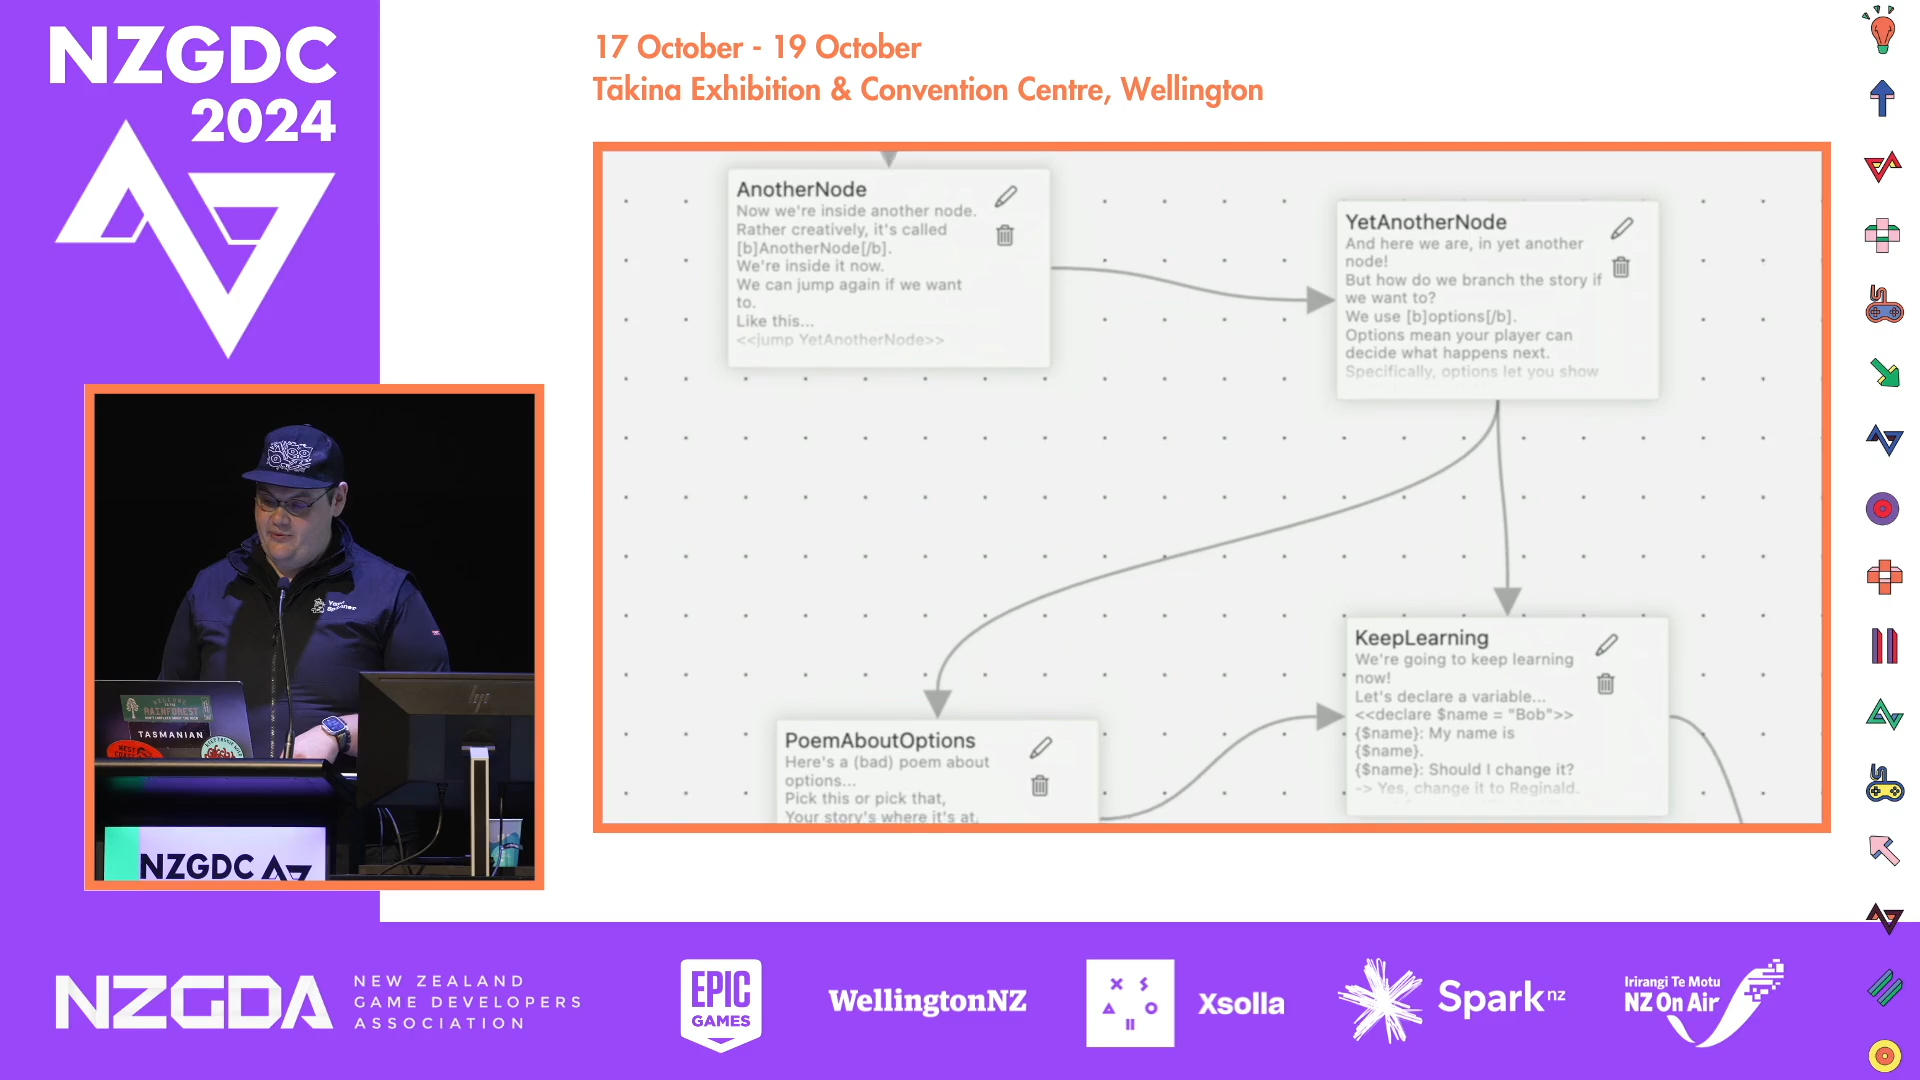 NZGDC
2024
17 October - 19 October
Tākina Exhibition & Convention Centre, Wellington
AnotherNode
Now we're inside another node.
Rather creatively, it's called
[b]AnotherNode[/b].
We're inside it now.
We can jump again if we want
to.
Like this...
<<jump YetAnotherNode>>
YetAnotherNode
And here we are, in yet another
node!
But how do we branch the story if
we want to?
We use [b]options[/b].
Options mean your player can
decide what happens next.
Specifically, options let you show
PoemAboutOptions
Here's a (bad) poem about
options...
Pick this or pick that,
Your story's where it's at.
KeepLearning
We're going to keep learning
now!
Let's declare a variable...
<<declare $name = "Bob">>
{$name}: My name is
{$name}.
{$name}: Should I change it?
-> Yes, change it to Reginald.
Yarn
Spinner
hp
RAINFOREST
TASMANIAN
WEST
NZGDC
NZGDA
NEW ZEALAND
GAME DEVELOPERS
ASSOCIATION
EPIC
GAMES
WellingtonNZ
Xsolla
Spark nz
Irirangi Te Motu
NZ On Air